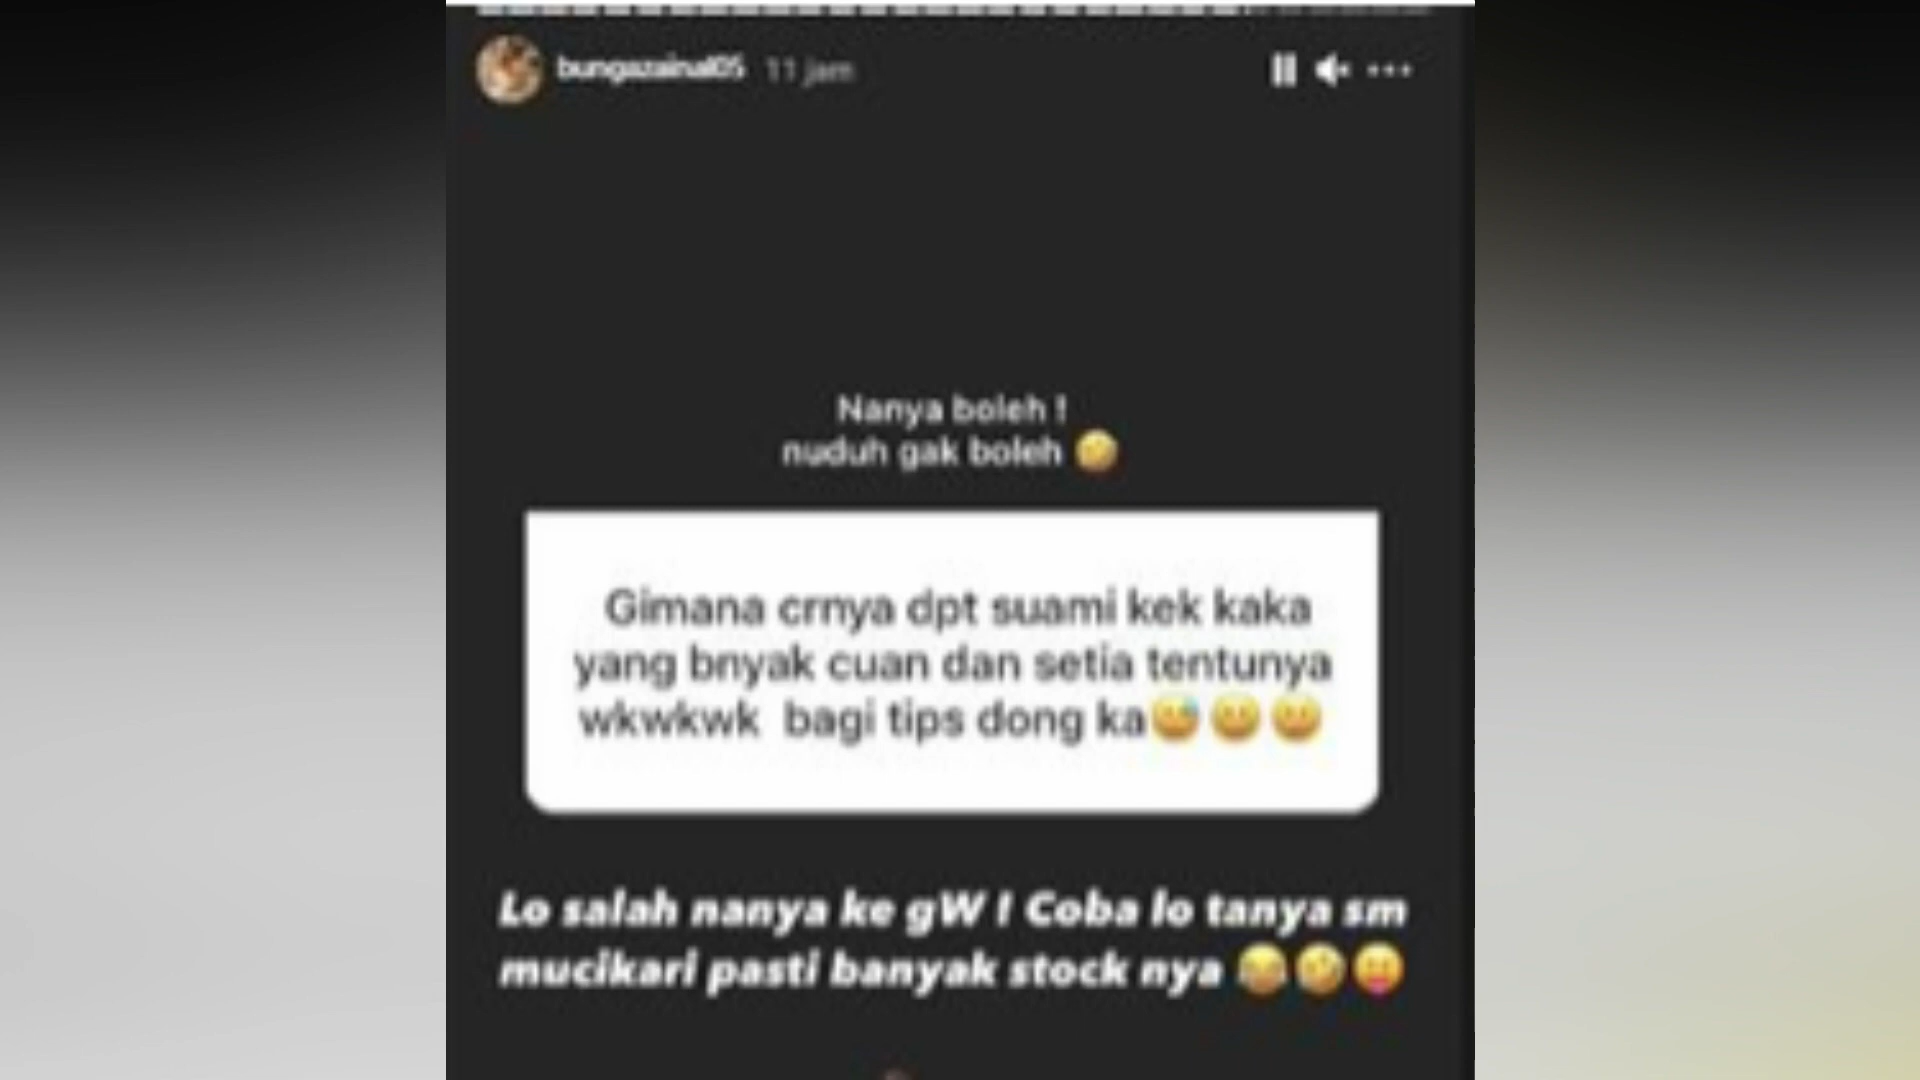 bungazainal05 11 jam
Nanya boleh !
nuduh gak boleh 🤣
Gimana crnya dpt suami kek kaka
yang bnyak cuan dan setia tentunya
wkwkwk bagi tips dong ka😅😀😀
Lo salah nanya ke gW ! Coba lo tanya sm
mucikari pasti banyak stock nya 😂🤣😛